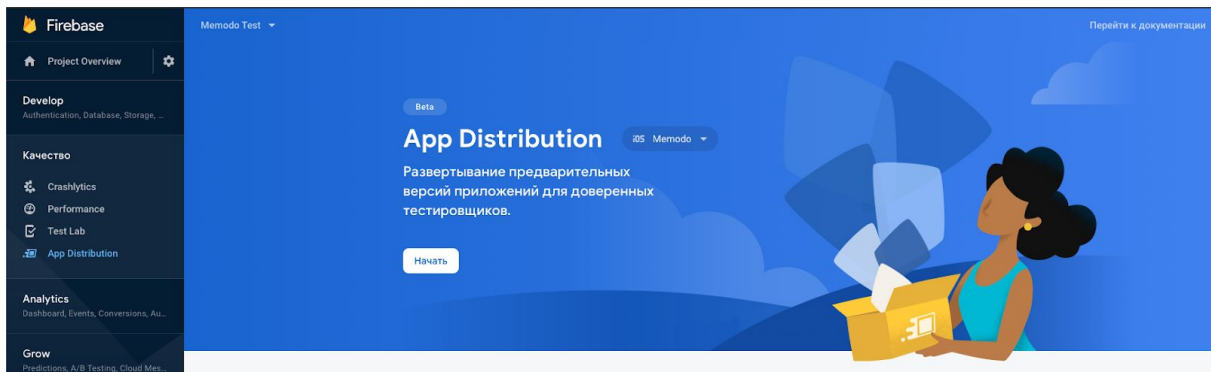 Firebase
Project Overview
Develop
Authentication, Database, Storage, ...
Качество
Crashlytics
Performance
Test Lab
App Distribution
Analytics
Dashboard, Events, Conversions, Au...
Grow
Predictions, A/B Testing, Cloud Mes...
Memodo Test
Перейти к документации
Beta
App Distribution
iOS Memodo
Развертывание предварительных
версий приложений для доверенных
тестировщиков.
Начать